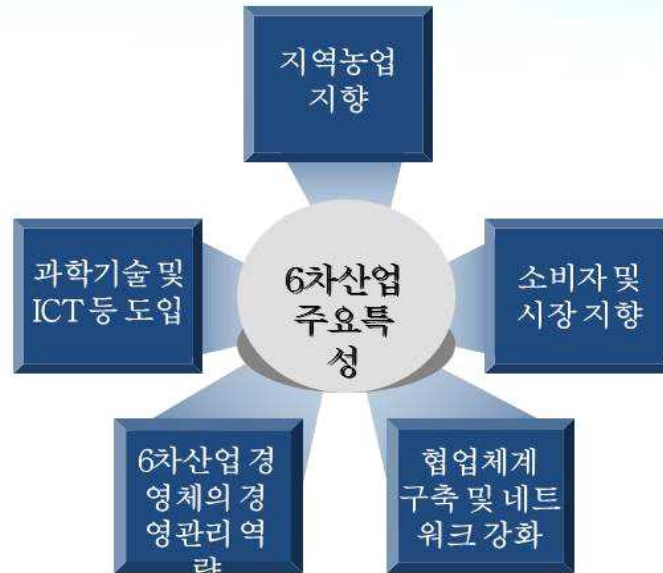 지역농업
지향
과학기술 및
ICT 등 도입
6차산업
주요특
성
소비자 및
시장 지향
6차산업 경
영체의 경
영관리 역
량
협업체계
구축 및 네트
워크 강화